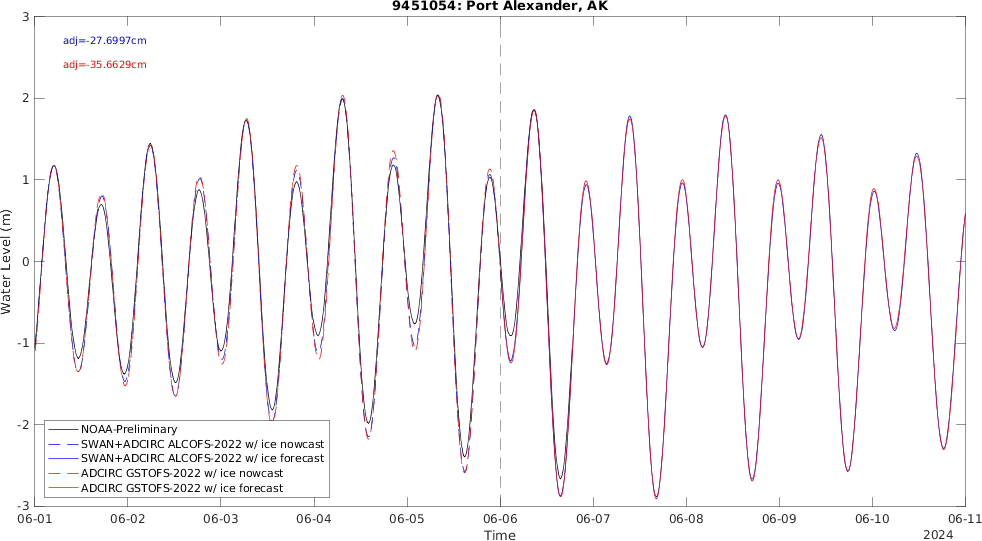 9451054: Port Alexander, AK
adj=-27.6997cm
adj=-35.6629cm
3
2
1
0
-1
-2
-3
Water Level (m)
NOAA-Preliminary
SWAN+ADCIRC ALCOFS-2022 w/ ice nowcast
SWAN+ADCIRC ALCOFS-2022 w/ ice forecast
ADCIRC GSTOFS-2022 w/ ice nowcast
ADCIRC GSTOFS-2022 w/ ice forecast
06-01 06-02 06-03 06-04 06-05 06-06 06-07 06-08 06-09 06-10 06-11
Time
2024